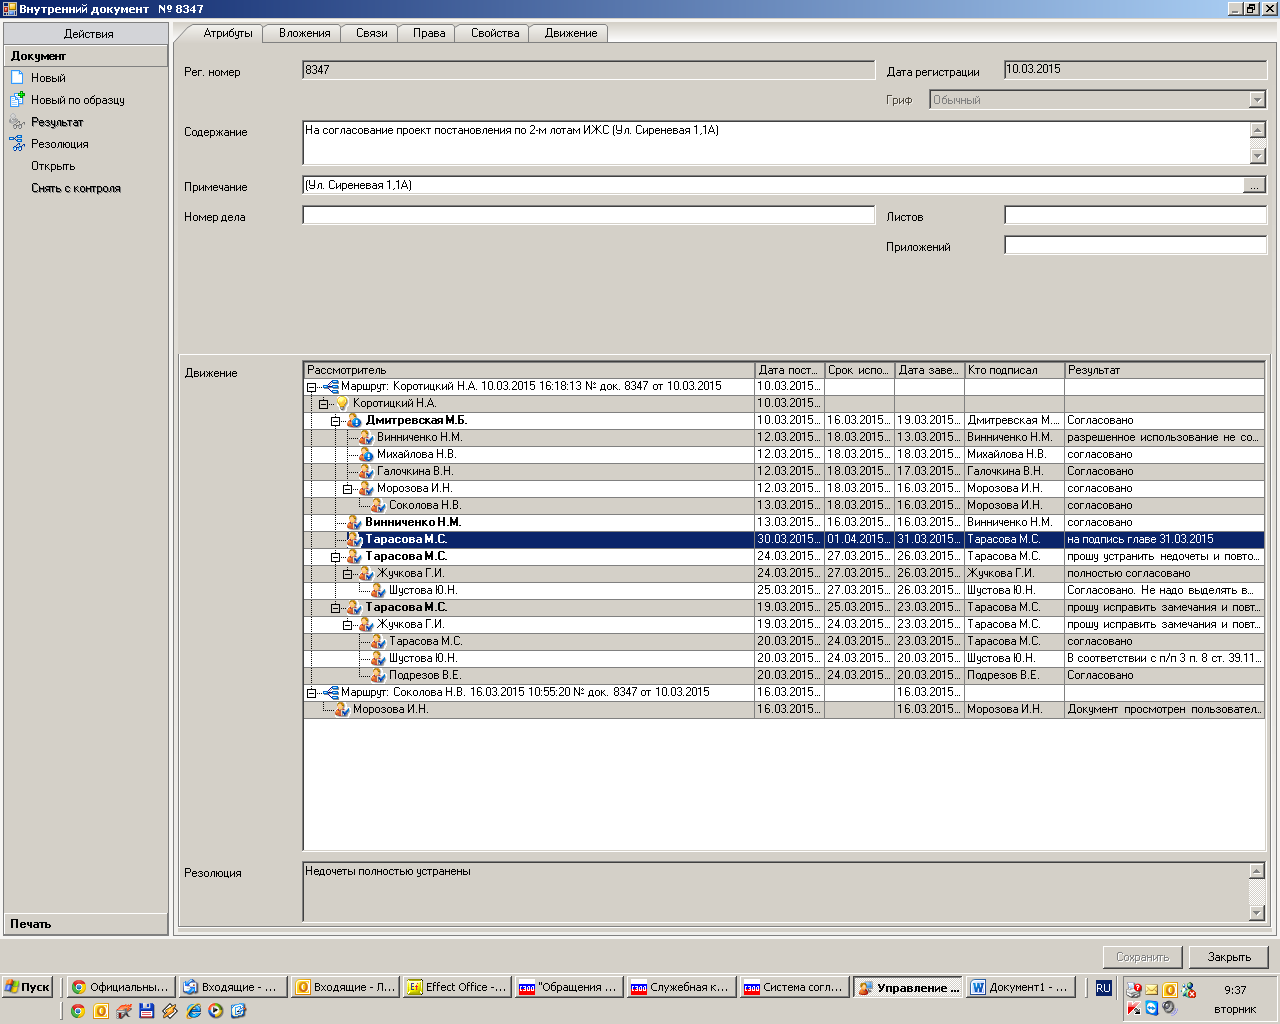 Внутренний документ № 8347
Действия
Документ
Новый
Новый по образцу
Результат
Резолюция
Открыть
Снять с контроля
Печать
Атрибуты Вложения Связи Права Свойства Движение
Рег. номер 8347 Дата регистрации 10.03.2015
Гриф Обычный
Содержание На согласование проект постановления по 2-м лотам ИЖС (Ул. Сиреневая 1,1А)
Примечание (Ул. Сиреневая 1,1А) ...
Номер дела Листов
Приложений
Движение
Рассмотритель Дата пост... Срок испо... Дата заве... Кто подписал Результат
Маршрут: Коротицкий Н.А. 10.03.2015 16:18:13 № док. 8347 от 10.03.2015 10.03.2015...
Коротицкий Н.А. 10.03.2015...
Дмитревская М.Б. 10.03.2015... 16.03.2015... 19.03.2015... Дмитревская М.... Согласовано
Винниченко Н.М. 12.03.2015... 18.03.2015... 13.03.2015... Винниченко Н.М. разрешенное использование не со...
Михайлова Н.В. 12.03.2015... 18.03.2015... 18.03.2015... Михайлова Н.В. согласовано
Галочкина В.Н. 12.03.2015... 18.03.2015... 17.03.2015... Галочкина В.Н. Согласовано
Морозова И.Н. 12.03.2015... 18.03.2015... 16.03.2015... Морозова И.Н. согласовано
Соколова Н.В. 13.03.2015... 18.03.2015... 16.03.2015... Морозова И.Н. согласовано
Винниченко Н.М. 13.03.2015... 16.03.2015... 16.03.2015... Винниченко Н.М. согласовано
Тарасова М.С. 30.03.2015... 01.04.2015... 31.03.2015... Тарасова М.С. на подпись главе 31.03.2015
Тарасова М.С. 24.03.2015... 27.03.2015... 26.03.2015... Тарасова М.С. прошу устранить недочеты и повто...
Жучкова Г.И. 24.03.2015... 27.03.2015... 26.03.2015... Жучкова Г.И. полностью согласовано
Шустова Ю.Н. 25.03.2015... 27.03.2015... 26.03.2015... Шустова Ю.Н. Согласовано. Не надо выделять в...
Тарасова М.С. 19.03.2015... 25.03.2015... 23.03.2015... Тарасова М.С. прошу исправить замечания и повт...
Жучкова Г.И. 19.03.2015... 24.03.2015... 23.03.2015... Тарасова М.С. прошу исправить замечания и повт...
Тарасова М.С. 20.03.2015... 24.03.2015... 23.03.2015... Тарасова М.С. согласовано
Шустова Ю.Н. 20.03.2015... 24.03.2015... 20.03.2015... Шустова Ю.Н. В соответствии с п/п 3 п. 8 ст. 39.11...
Подрезов В.Е. 20.03.2015... 24.03.2015... 20.03.2015... Подрезов В.Е. Согласовано
Маршрут: Соколова Н.В. 16.03.2015 10:55:20 № док. 8347 от 10.03.2015 16.03.2015... 16.03.2015...
Морозова И.Н. 16.03.2015... 16.03.2015... Морозова И.Н. Документ просмотрен пользовател...
Резолюция Недочеты полностью устранены
Сохранить Закрыть
Пуск Официальны... Входящие - ... Входящие - Л... Effect Office -... "Обращения ... Служебная к... Система согл... Управление ... Документ1 - ... RU 9:37
вторник